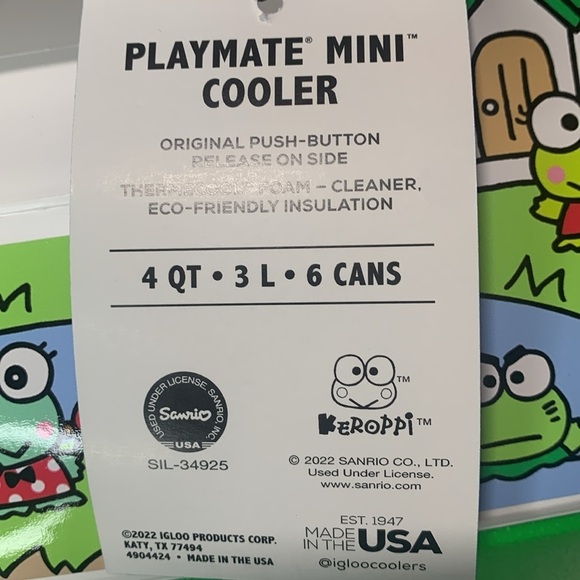 PLAYMATE® MINI™
COOLER
ORIGINAL PUSH-BUTTON
RELEASE ON SIDE
FOAM – CLEANER,
ECO-FRIENDLY INSULATION
4 QT • 3 L • 6 CANS
USED UNDER LICENSE. SANRIO, INC.
Sanrio
USA
SIL-34925
TM
KEROPPi™
© 2022 SANRIO CO., LTD.
Used Under License.
www.sanrio.com
©2022 IGLOO PRODUCTS CORP.
KATY, TX 77494
4904424 • MADE IN THE USA
EST. 1947
MADE IN THE USA
@igloocoolers